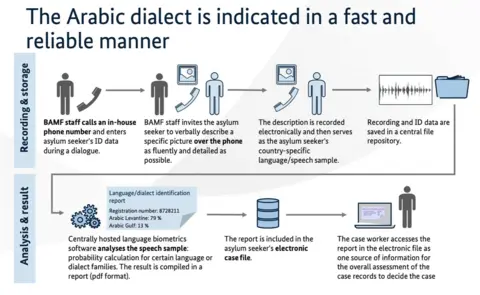 The Arabic dialect is indicated in a fast and
reliable manner
Recording & storage
BAMF staff calls an in-house
phone number and enters
asylum seeker's ID data
during a dialogue.
BAMF staff invites the asylum
seeker to verbally describe a
specific picture over the phone
as fluently and detailed as
possible.
The description is recorded
electronically and then serves
as the asylum seeker's
country-specific
language/speech sample.
Recording and ID data are
saved in a central file
repository.
Analysis & result
Language/dialect identification
report
Registration number: 8728211
Arabic Levantine: 79 %
Arabic Gulf: 13 %
Centrally hosted language biometrics
software analyses the speech sample:
probability calculation for certain language or
dialect families. The result is compiled in a
report (pdf format).
The report is included in the
asylum seeker's electronic
case file.
The case worker accesses the
report in the electronic file as
one source of information for
the overall assessment of the
case records to decide the case